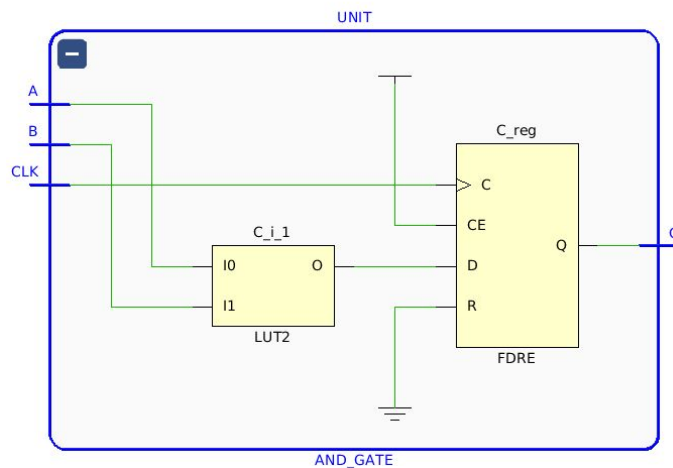 UNIT
A
B
CLK
C_reg
C
CE
D
R
Q
FDRE
C_i_1
I0
I1
O
LUT2
AND_GATE